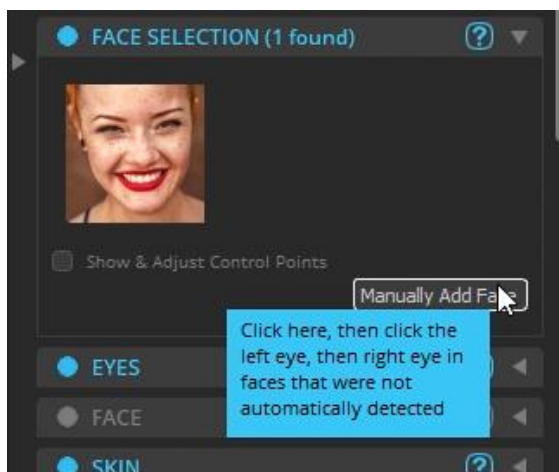 FACE SELECTION (1 found)
?
Show & Adjust Control Points
Manually Add Face
Click here, then click the
left eye, then right eye in
faces that were not
automatically detected
EYES
FACE
SKIN
?